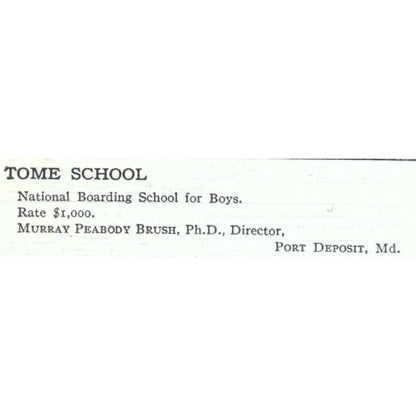 TOME SCHOOL
National Boarding School for Boys.
Rate $1,000.
MURRAY PEABODY BRUSH, Ph.D., Director,
PORT DEPOSIT, Md.